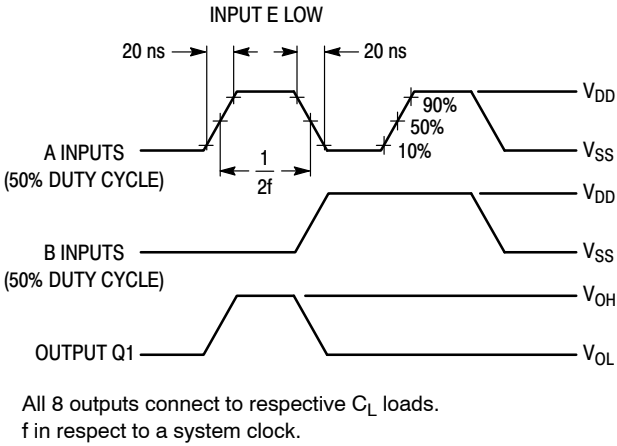 INPUT E LOW
20 ns
20 ns
V_DD
90%
50%
10%
A INPUTS
(50% DUTY CYCLE)
1
2f
V_SS
V_DD
B INPUTS
(50% DUTY CYCLE)
V_SS
V_OH
OUTPUT Q1
V_OL
All 8 outputs connect to respective C_L loads.
f in respect to a system clock.